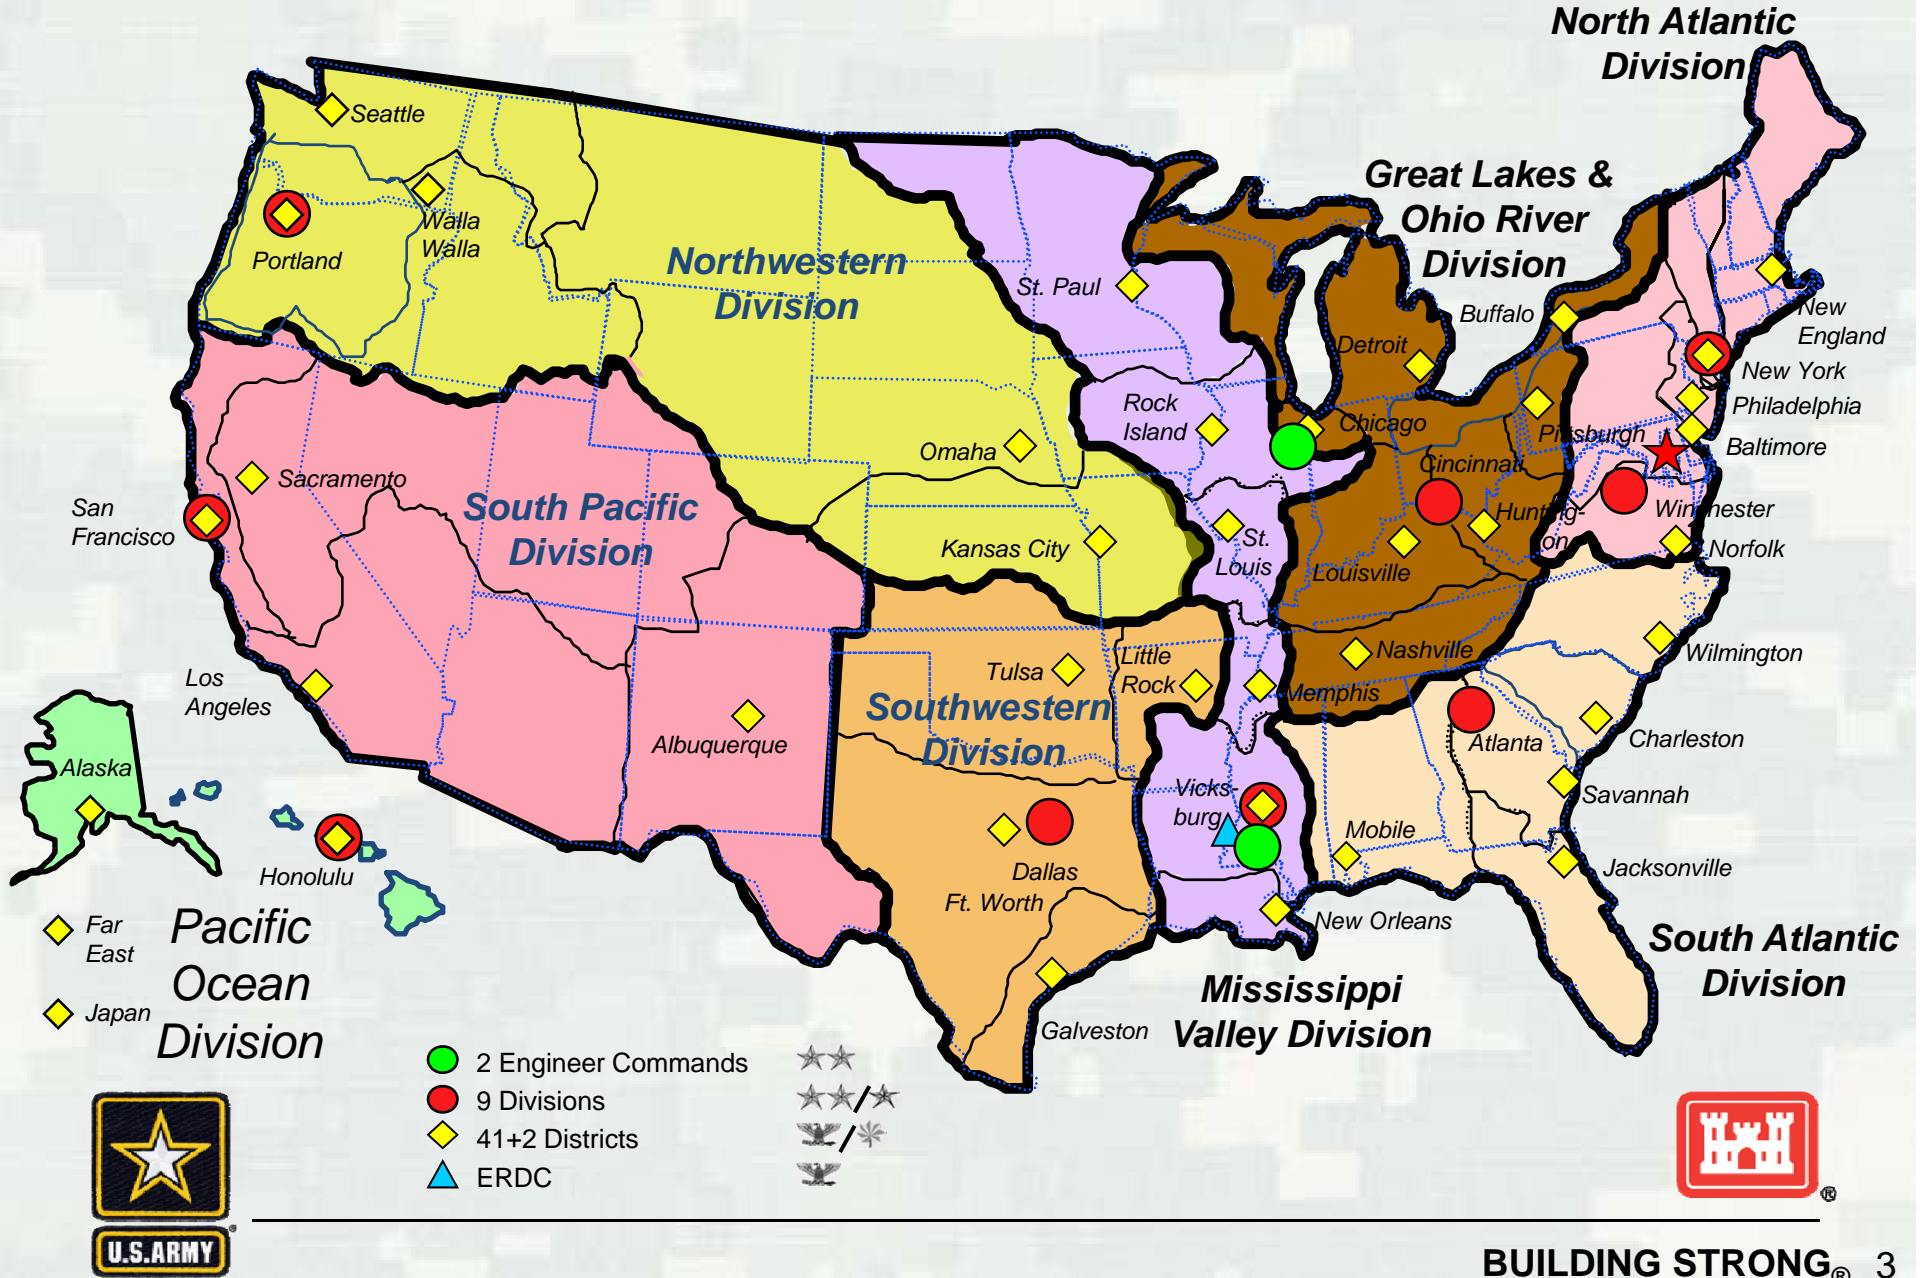 North Atlantic
Division
Great Lakes &
Ohio River
Division
Seattle
Walla
Walla
Portland
Northwestern
Division
St. Paul
Buffalo
New
England
Detroit
New York
Philadelphia
Rock
Island
Chicago
Pittsburgh
Baltimore
Omaha
Cincinnati
Sacramento
San
Francisco
South Pacific
Division
Hunting-
on
Winchester
Norfolk
Kansas City
St.
Louis
Louisville
Los
Angeles
Tulsa
Little
Rock
Nashville
Wilmington
Memphis
Southwestern
Division
Albuquerque
Atlanta
Charleston
Alaska
Vicks-
burg
Savannah
Mobile
Honolulu
Dallas
Ft. Worth
Jacksonville
New Orleans
Far
East
Japan
Pacific
Ocean
Division
South Atlantic
Division
Mississippi
Valley Division
Galveston
2 Engineer Commands
9 Divisions
/
41+2 Districts
/
ERDC
®
U.S.ARMY
®
BUILDING STRONG® 3